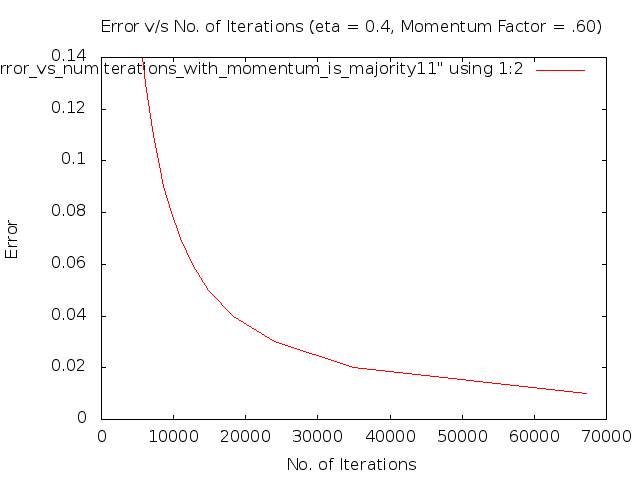 Error v/s No. of Iterations (eta = 0.4, Momentum Factor = .60)
rror_vs_num_iterations_with_momentum_is_majority11" using 1:2
0.14
0.12
0.1
0.08
0.06
0.04
0.02
0
Error
0 10000 20000 30000 40000 50000 60000 70000
No. of Iterations